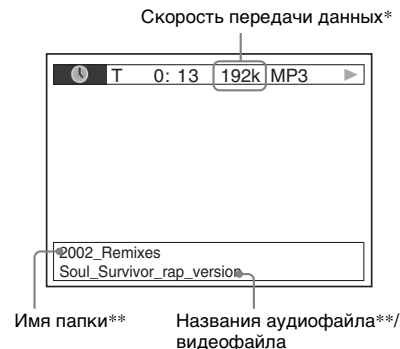 Скорость передачи данных*
T 0: 13 192k MP3
2002_Remixes
Soul_Survivor_rap_version
Имя папки**
Названия аудиофайла**/
видеофайла